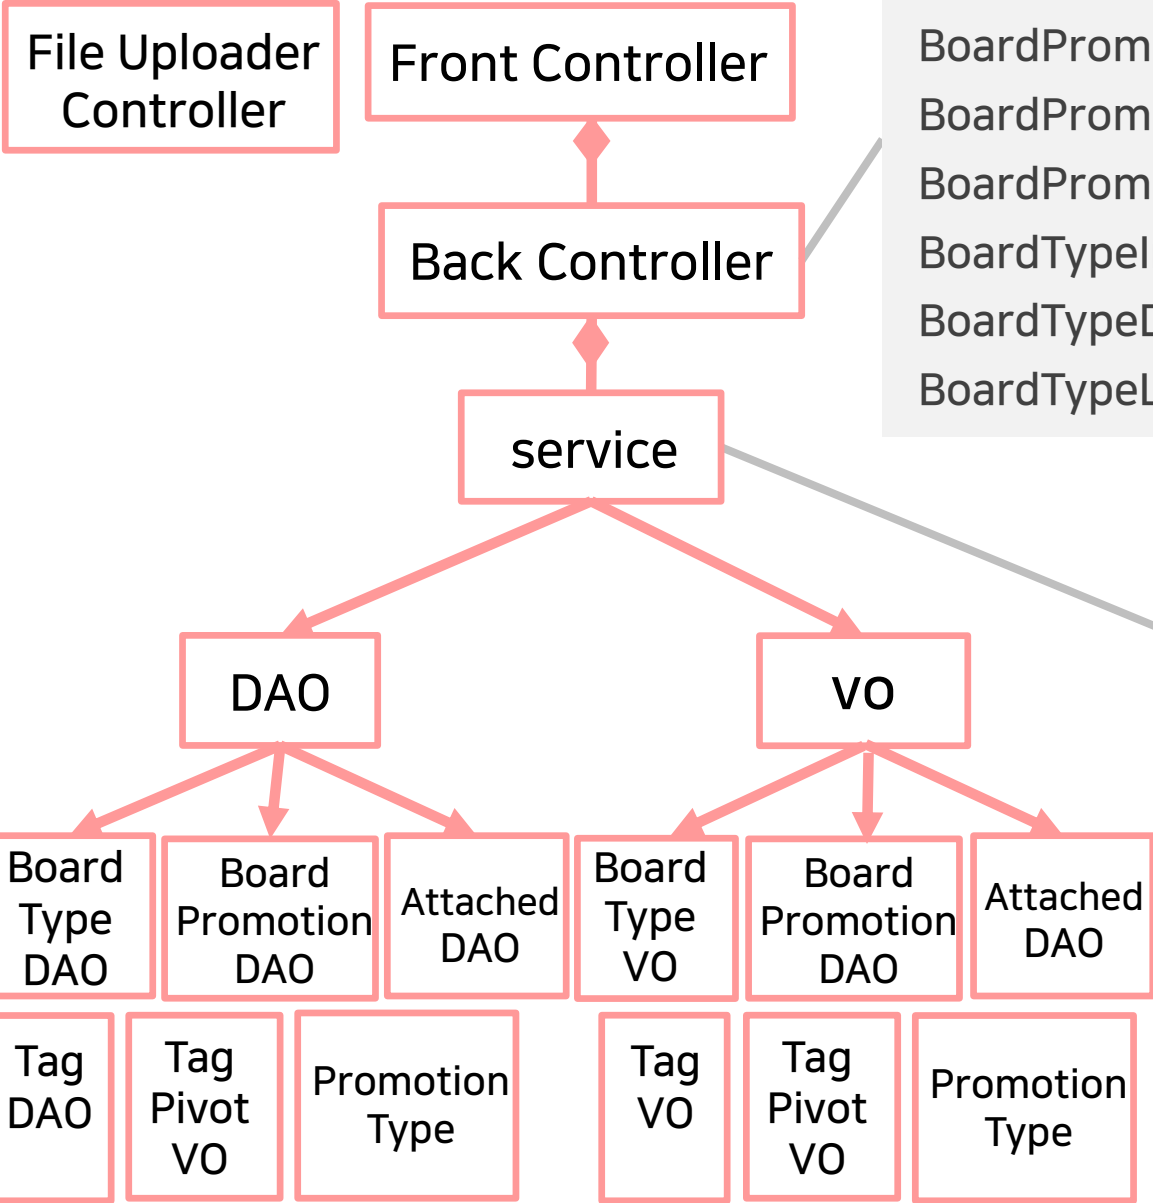 File Uploader
Controller
Front Controller
Back Controller
service
BoardProm
BoardProm
BoardProm
BoardTypeI
BoardTypeD
BoardTypeL
DAO
VO
Board
Type
DAO
Board
Promotion
DAO
Attached
DAO
Board
Type
VO
Board
Promotion
DAO
Attached
DAO
Tag
DAO
Tag
Pivot
VO
Promotion
Type
Tag
VO
Tag
Pivot
VO
Promotion
Type